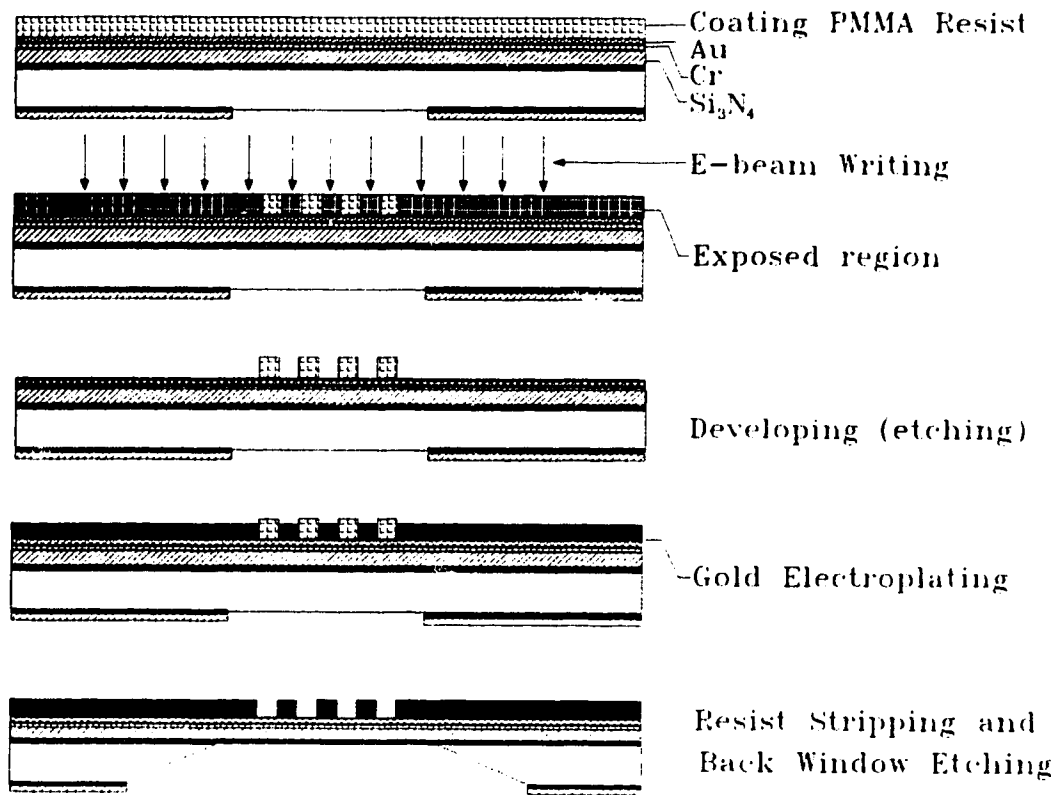 Coating PMMA Resist
Au
Cr
Si₃N₄
E-beam Writing
Exposed region
Developing (etching)
Gold Electroplating
Resist Stripping and
Back Window Etching